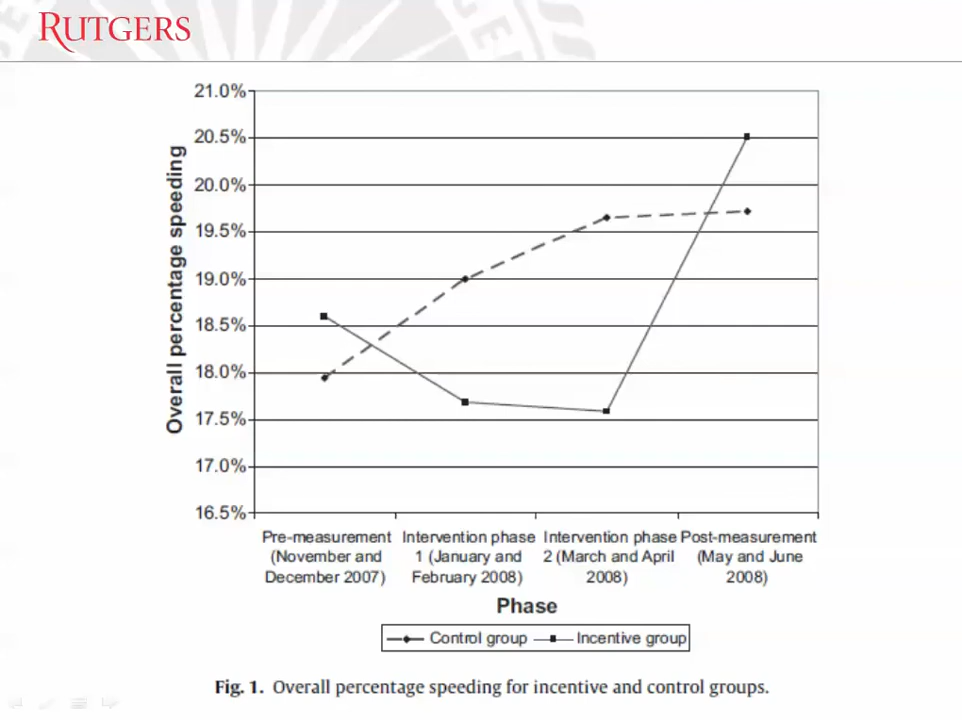 RUTGERS
21.0%
20.5%
20.0%
19.5%
19.0%
18.5%
18.0%
17.5%
17.0%
16.5%
Overall percentage speeding
Pre-measurement
(November and
December 2007)
Intervention phase
1 (January and
February 2008)
Intervention phase
2 (March and April
2008)
Post-measurement
(May and June
2008)
Phase
Control group
Incentive group
Fig. 1. Overall percentage speeding for incentive and control groups.